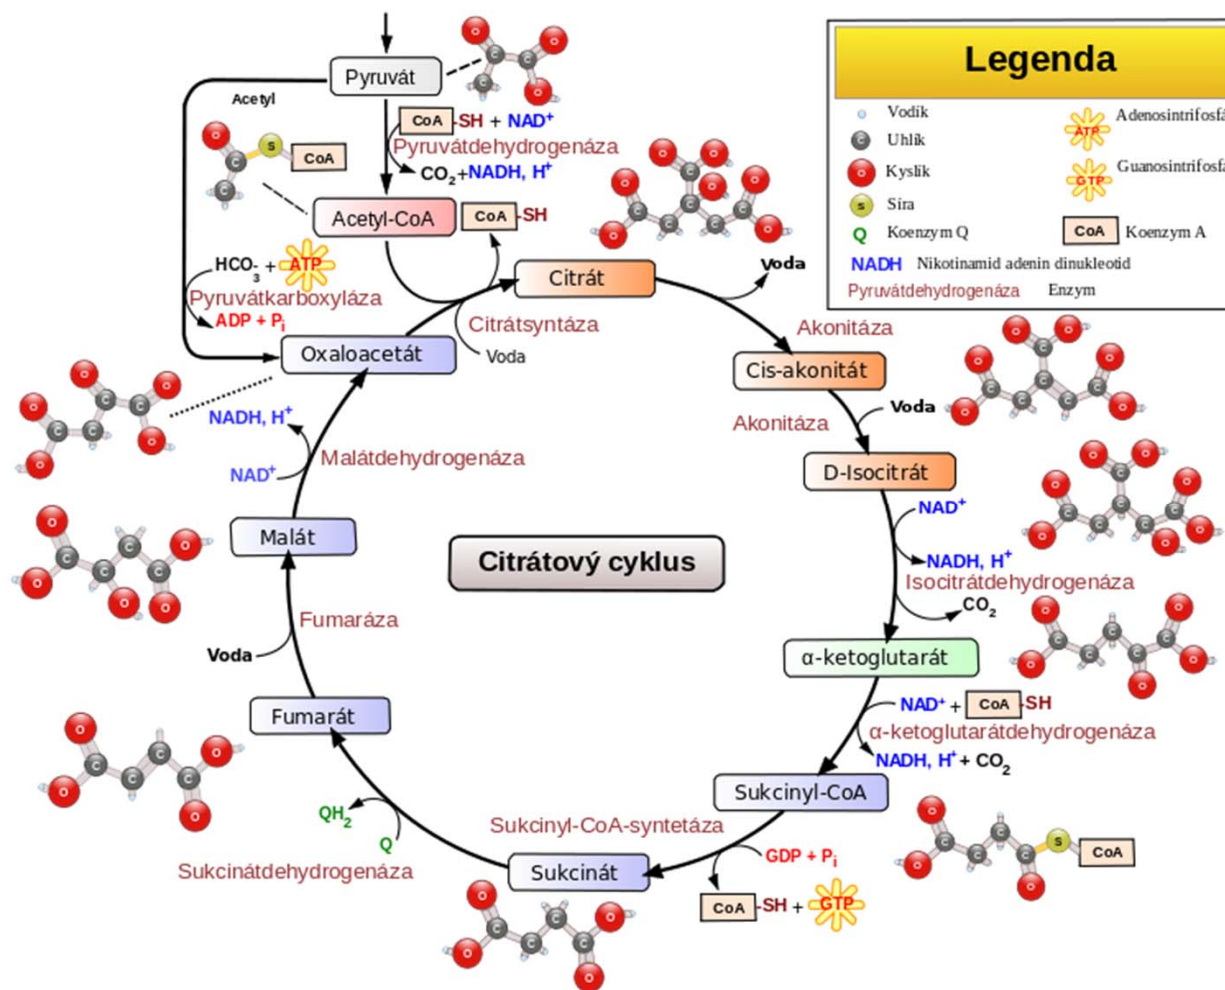 Pyruvát
Acetyl
CoA-SH + NAD+
Pyruvátdehydrogenáza
CO2+NADH, H+
S CoA
Acetyl-CoA
CoA-SH
HCO3- + ATP
Pyruvátkarboxyláza
ADP + Pi
Citrátsyntáza
Voda
Oxaloacetát
Citrát
Voda
Akonitáza
Cis-akonitát
Akonitáza
Voda
D-Isocitrát
NAD+
NADH, H+
Isocitrátdehydrogenáza
CO2
α-ketoglutarát
NAD+ + CoA-SH
α-ketoglutarátdehydrogenáza
NADH, H+ + CO2
Sukcinyl-CoA
S CoA
Sukcinyl-CoA-syntetáza
GDP + Pi
CoA-SH + GTP
Sukcinát
QH2
Q
Sukcinátdehydrogenáza
Fumarát
Voda
Fumaráza
Malát
NADH, H+
NAD+
Malátdehydrogenáza
Citrátový cyklus
Legenda
Vodík
C Uhlík
O Kyslík
S Síra
Q Koenzym Q
ATP Adenosintrifosfá
GTP Guanosintrifosfá
CoA Koenzym A
NADH Nikotinamid adenin dinukleotid
Pyruvátdehydrogenáza Enzym